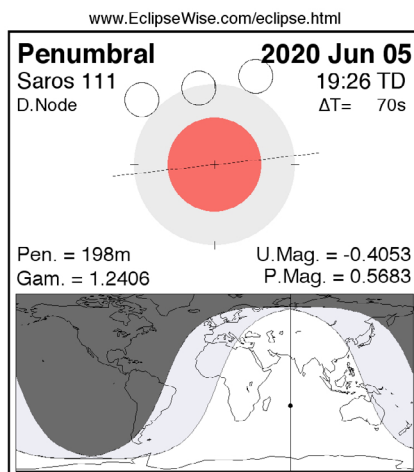 www.EclipseWise.com/eclipse.html
Penumbral 2020 Jun 05
Saros 111 19:26 TD
D.Node ΔT= 70s
Pen. = 198m U.Mag. = -0.4053
Gam. = 1.2406 P.Mag. = 0.5683